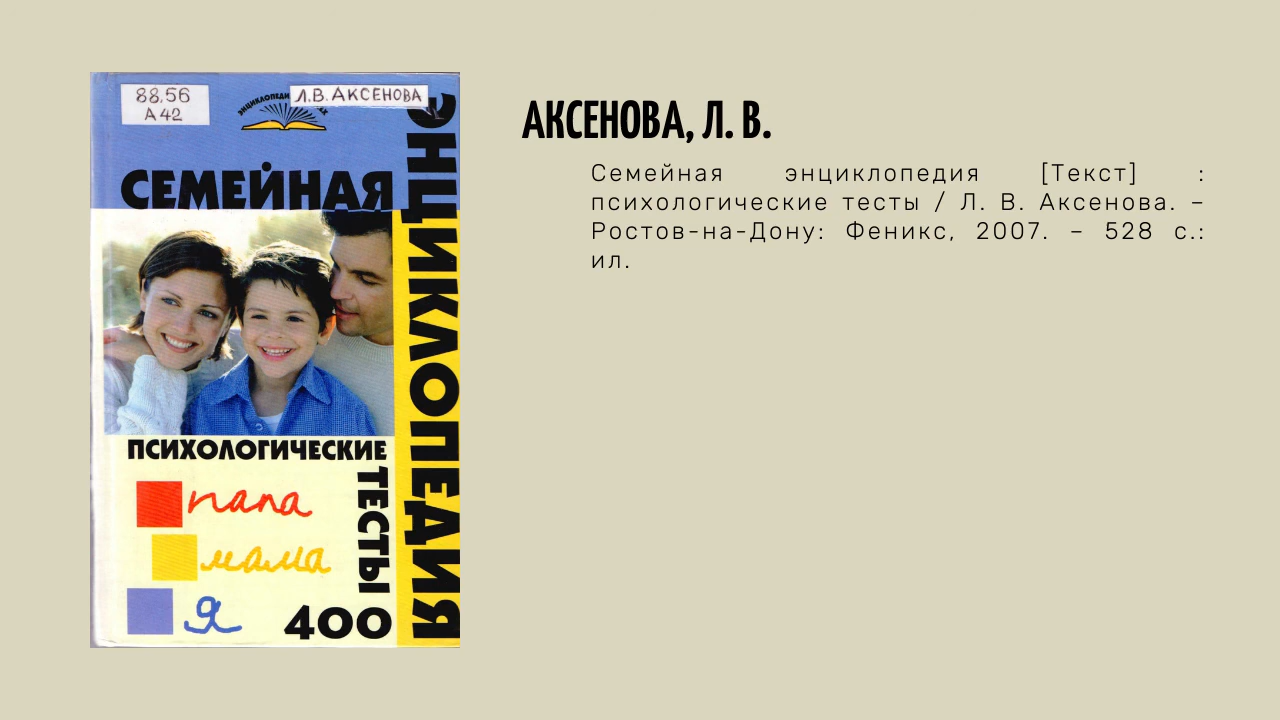 88.56
А 42
Л.В. АКСЕНОВА
СЕМЕЙНАЯ
ЭНЦИКЛОПЕДИЯ
ПСИХОЛОГИЧЕСКИЕ
ТЕСТЫ
папа
мама
я
400
АКСЕНОВА, Л. В.
Семейная энциклопедия [Текст] :
психологические тесты / Л. В. Аксенова. –
Ростов-на-Дону: Феникс, 2007. – 528 с.:
ил.